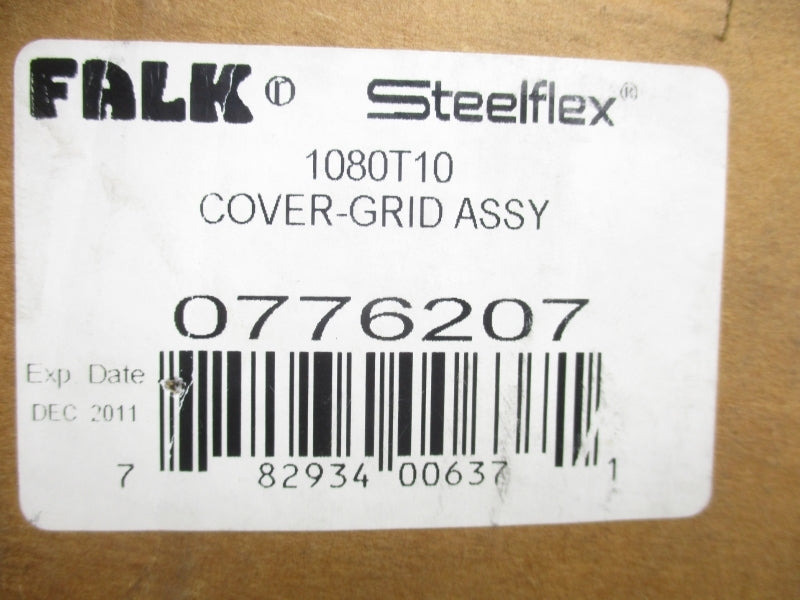 FALK ® Steelflex®
1080T10
COVER-GRID ASSY
0776207
Exp. Date
DEC 2011
7 82934 00637 1